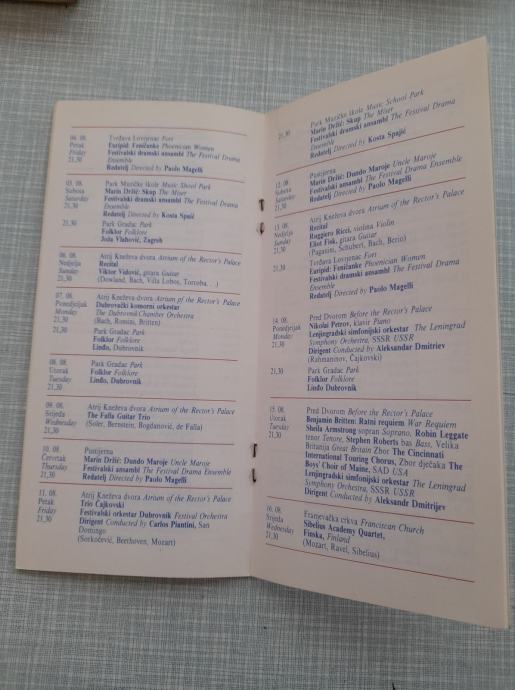 04. 08.
Petak
Friday
21,30
Tvrđava Lovrjenac Fort
Euripid: Feničanke Phoenician Women
Festivalski dramski ansambl The Festival Drama
Ensemble
Redatelj Directed by Paolo Magelli
05. 08.
Subota
Saturday
21,30
Park Muzičke škole Music Shool Park
Marin Držić: Skup The Miser
Festivalski dramski ansambl The Festival Drama
Ensemble
Redatelj Directed by Kosta Spaić
21,30
Park Gradac Park
Folklor Folklore
Joža Vlahović, Zagreb
06. 08.
Nedjelja
Sunday
21,30
Atrij Kneževa dvora Atrium of the Rector's Palace
Recital
Viktor Vidović, gitara Guitar
(Dowland, Bach, Villa Lobos, Torroba, . .)
07. 08.
Ponedjeljak
Monday
21,30
Atrij Kneževa dvora Atrium of the Rector's Palace
Dubrovački komorni orkestar
The Dubrovnik Chamber Orchestra
(Bach, Rossini, Britten)
21,30
Park Gradac Park
Folklor Folklore
Linđo, Dubrovnik
08. 08.
Utorak
Tuesday
21,30
Park Gradac Park
Folklor Folklore
Linđo, Dubrovnik
09. 08.
Srijeda
Wednesday
21,30
Atrij Kneževa dvora Atrium of the Rector's Palace
The Falla Guitar Trio
(Soler, Bernstein, Bogdanović, de Falla)
10. 08.
Četvrtak
Thursday
21,30
Pustijerna
Marin Držić: Dundo Maroje Uncle Maroje
Festivalski ansambl The Festival Drama Ensemble
Redatelj Directed by Paolo Magelli
11. 08.
Petak
Friday
21,30
Atrij Kneževa dvora Atrium of the Rector's Palace
Trio Čajkovski
Festivalski orkestar Dubrovnik Festival Orchestra
Dirigent Conducted by Carlos Piantini, San
Domingo
(Sorkočević, Beethoven, Mozart)
21,30
Park Muzičke škole Music School Park
Marin Držić: Skup The Miser
Festivalski dramski ansambl The Festival Drama
Ensemble
Redatelj Directed by Kosta Spajić
12. 08.
Subota
Saturday
21,30
Pustijerna
Marin Držić: Dundo Maroje Uncle Maroje
Festivalski ansambl The Festival Drama Ensemble
Redatelj Directed by Paolo Magelli
13. 08.
Nedjelja
Sunday
21,30
Atrij Kneževa dvora Atrium of the Rector's Palace
Recital
Ruggiero Ricci, violina Violin
Eliot Fisk, gitara Guitar
(Paganini, Schubert, Bach, Berio)
21,30
Tvrđava Lovrjenac Fort
Euripid: Feničanke Phoenician Women
Festivalski dramski ansambl The Festival Drama
Ensemble
Redatelj Directed by Paolo Magelli
14. 08.
Ponedjeljak
Monday
21,30
Pred Dvorom Before the Rector's Palace
Nikolai Petrov, klavir Piano
Lenjingradski simfonijski orkestar The Leningrad
Symphony Orchestra, SSSR USSR
Dirigent Conducted by Aleksandar Dmitriev
(Rahmanjinov, Čajkovski)
21,30
Park Gradac Park
Folklor Folklore
Linđo Dubrovnik
15. 08.
Utorak
Tuesday
21,30
Pred Dvorom Before the Rector's Palace
Benjamin Britten: Ratni requiem War Requiem
Sheila Armstrong sopran Soprano, Robin Leggate
tenor Tenore, Stephen Roberts bas Bass, Velika
Britanija Great Britain Zbor The Cincinnati
International Touring Chorus, Zbor dječaka The
Boys' Choir of Maine, SAD USA
Lenjingradski simfonijski orkestar The Leningrad
Symphony Orchestra, SSSR USSR
Dirigent Conducted by Aleksandr Dmitrijev
16. 08.
Srijeda
Wednesday
21,30
Franjevačka crkva Franciscan Church
Sibelius Academy Quartet,
Finska, Finland
(Mozart, Ravel, Sibelius)